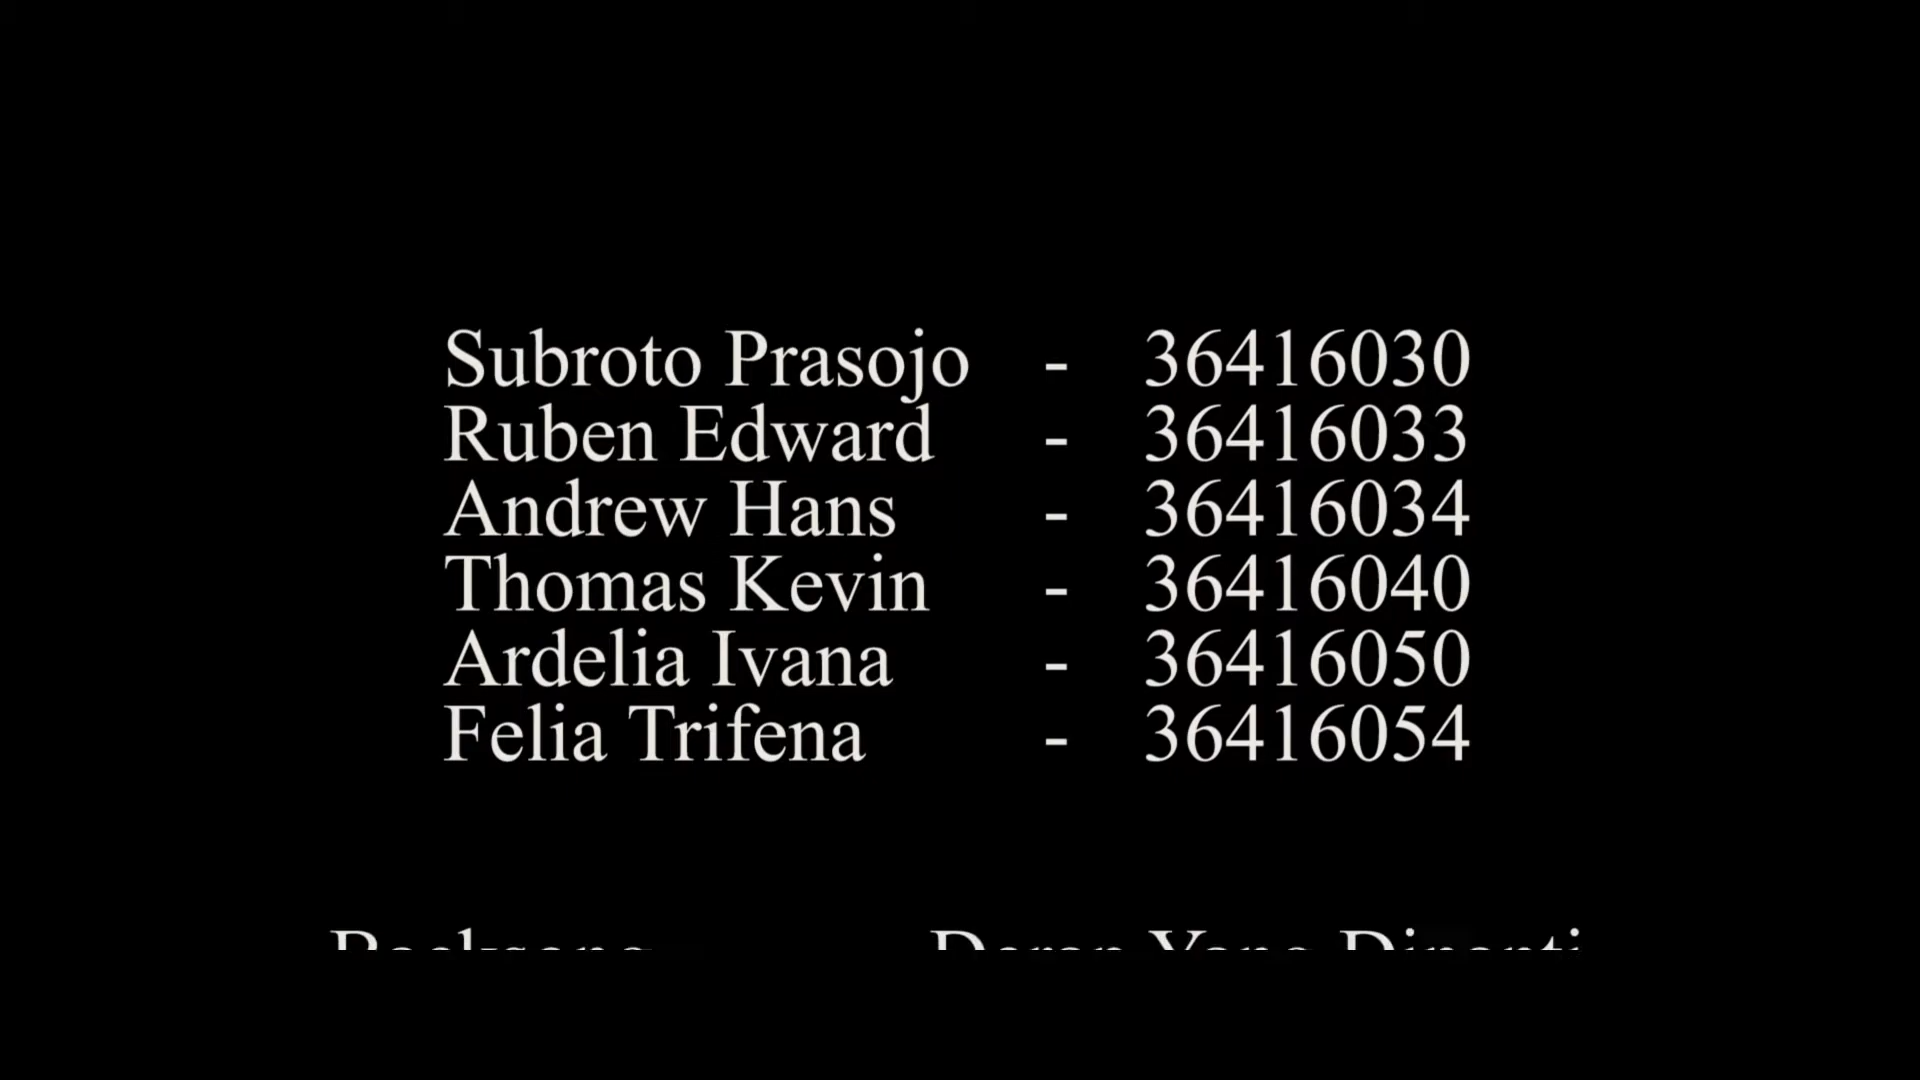 Subroto Prasojo - 36416030
Ruben Edward - 36416033
Andrew Hans - 36416034
Thomas Kevin - 36416040
Ardelia Ivana - 36416050
Felia Trifena - 36416054